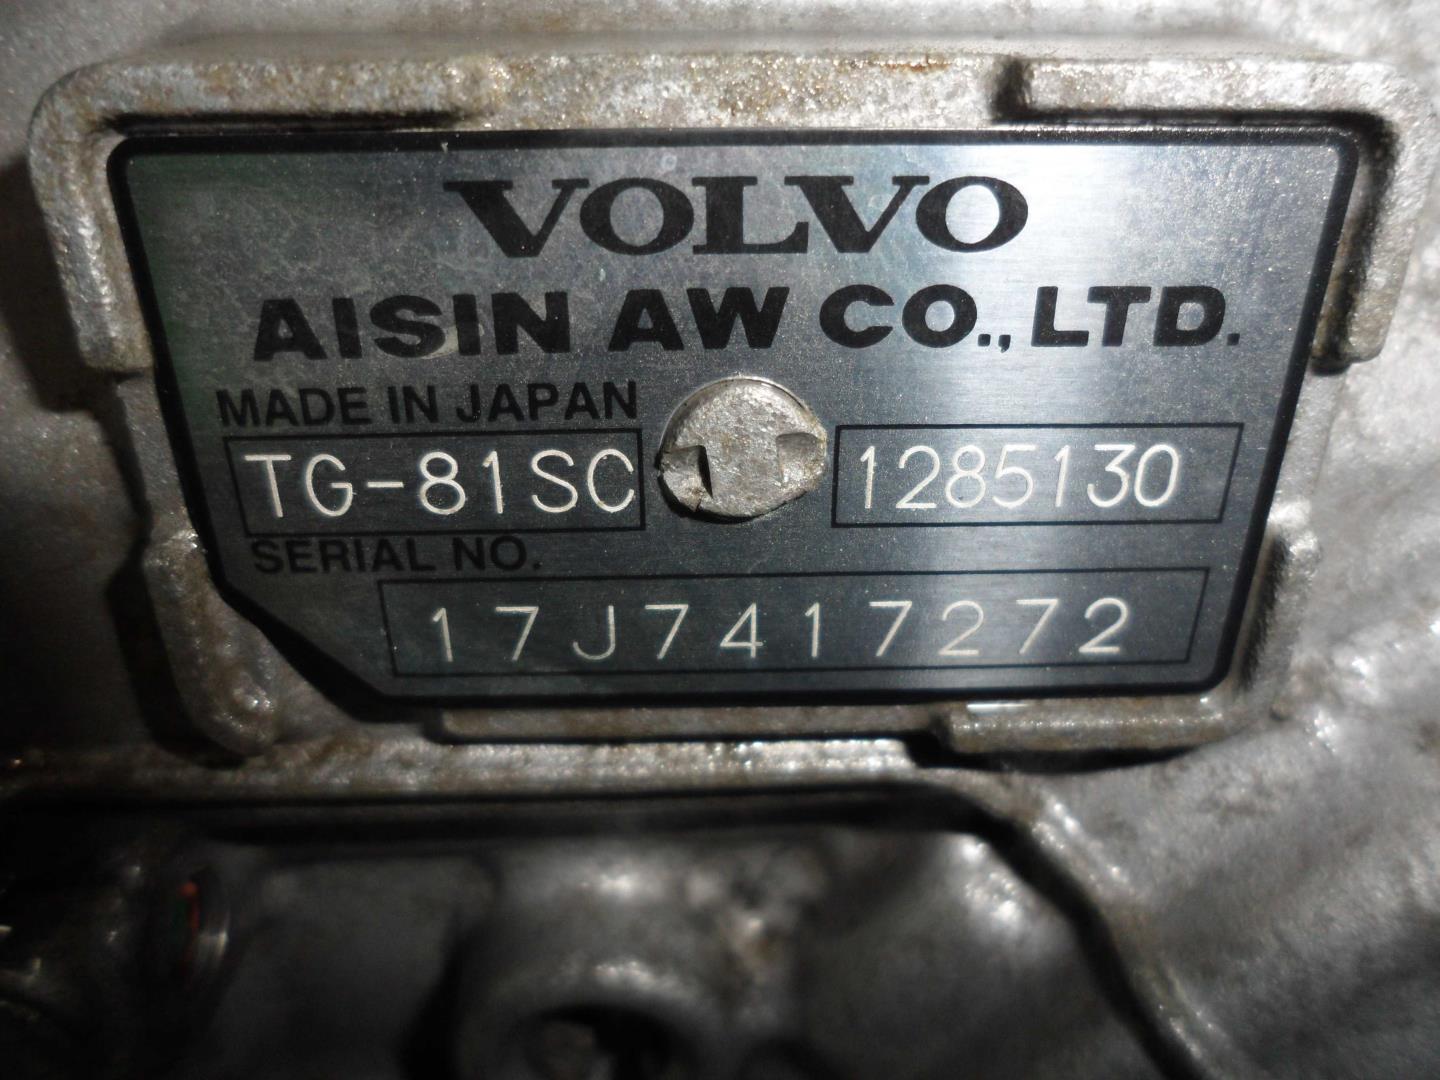 VOLVO
AISIN AW CO., LTD.
MADE IN JAPAN
TG-81SC 1285130
SERIAL NO.
17J7417272